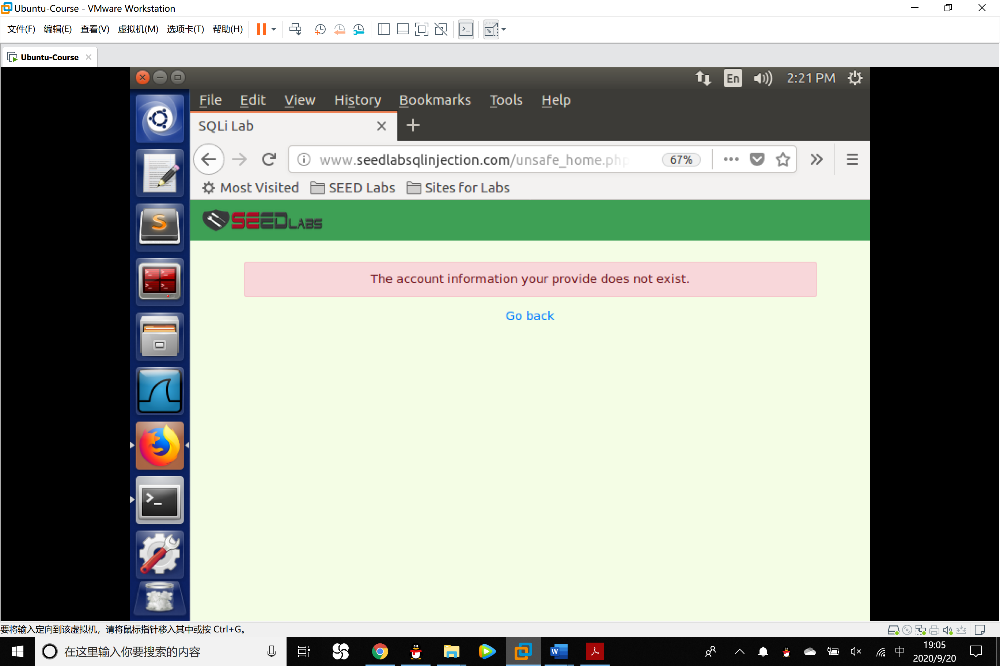 Ubuntu-Course - VMware Workstation
文件(F) 编辑(E) 查看(V) 虚拟机(M) 选项卡(T) 帮助(H)
Ubuntu-Course
En 2:21 PM
File Edit View History Bookmarks Tools Help
SQLi Lab
www.seedlabsqlinjection.com/unsafe_home.php 67%
Most Visited SEED Labs Sites for Labs
SEEDLABS
The account information your provide does not exist.
Go back
要将输入定向到该虚拟机，请将鼠标指针移入其中或按 Ctrl+G。
在这里输入你要搜索的内容
中
19:05
2020/9/20